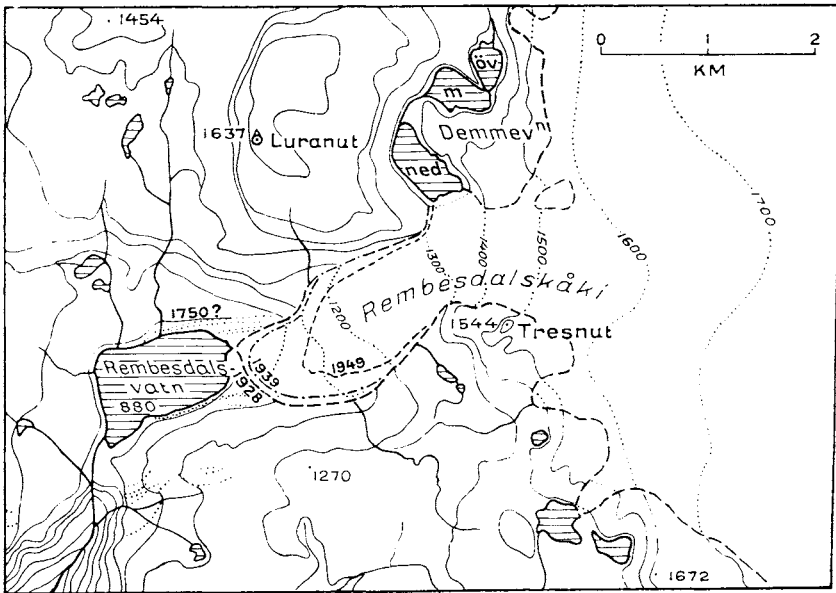 1454
0 1 2
KM
öv.
m
Demmevn
1637 Luranut
ned
1700
1600
1500
1400
1300
Rembesdalskåki
1200
1750?
1544 Tresnut
1949
Rembesdals-
vatn
880
1939
1928
1270
1672